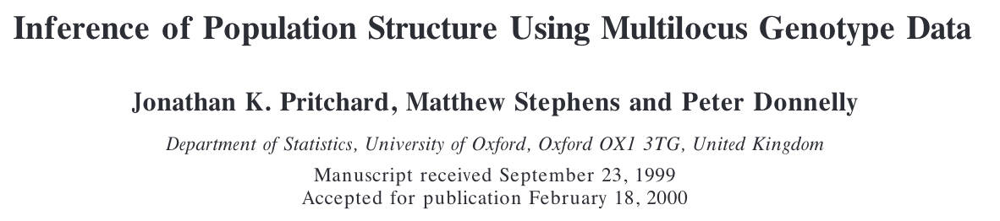 Inference of Population Structure Using Multilocus Genotype Data
Jonathan K. Pritchard, Matthew Stephens and Peter Donnelly
Department of Statistics, University of Oxford, Oxford OX1 3TG, United Kingdom
Manuscript received September 23, 1999
Accepted for publication February 18, 2000